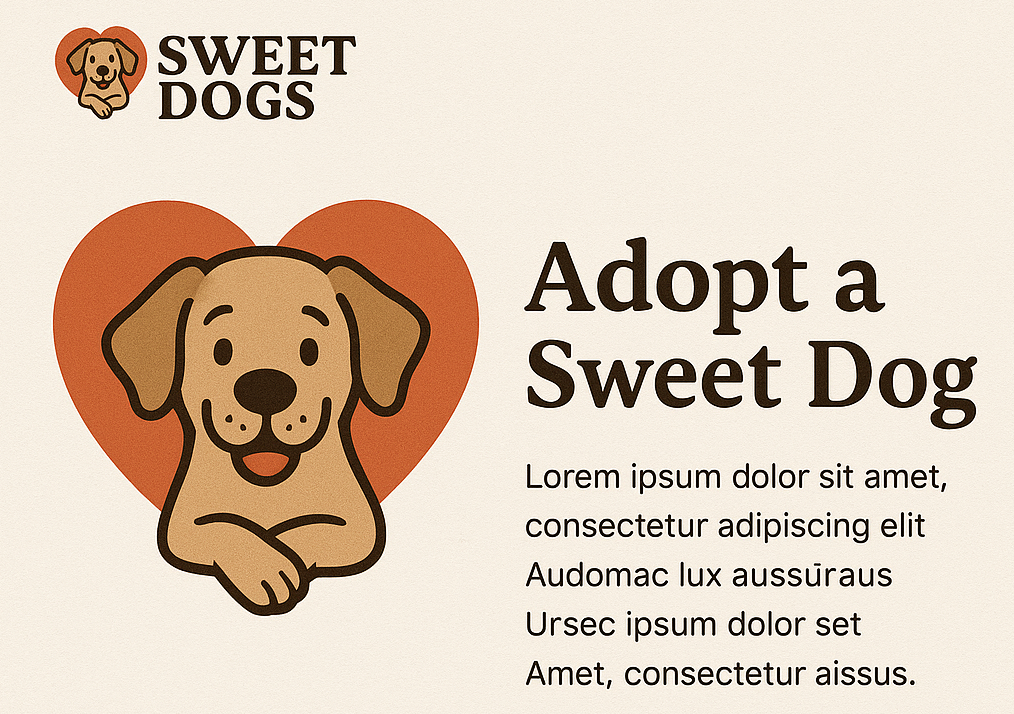 SWEET
DOGS
Adopt a
Sweet Dog
Lorem ipsum dolor sit amet,
consectetur adipiscing elit
Audomac lux aussūraus
Ursec ipsum dolor set
Amet, consectetur aissus.